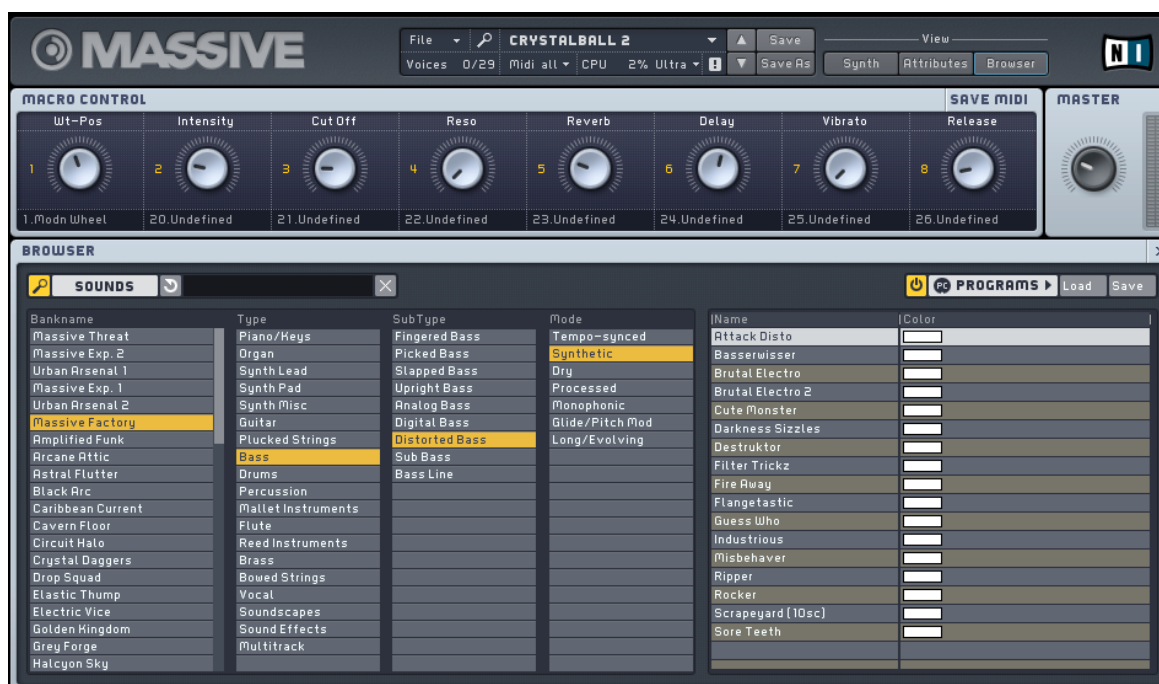 MASSIVE
File CRYSTALBALL 2 Save
Voices 0/29 Midi all CPU 2% Ultra ! Save As
View
Synth Attributes Browser
NI
MACRO CONTROL SAVE MIDI MASTER
Wt-Pos Intensity Cut Off Reso Reverb Delay Vibrato Release
1 2 3 4 5 6 7 8
1.Modn Wheel 20.Undefined 21.Undefined 22.Undefined 23.Undefined 24.Undefined 25.Undefined 26.Undefined
BROWSER
SOUNDS PC PROGRAMS Load Save
Bankname Type SubType Mode Name Color
Massive Threat
Massive Exp. 2
Urban Arsenal 1
Massive Exp. 1
Urban Arsenal 2
Massive Factory
Amplified Funk
Arcane Attic
Astral Flutter
Black Arc
Caribbean Current
Cavern Floor
Circuit Halo
Crystal Daggers
Drop Squad
Elastic Thump
Electric Vice
Golden Kingdom
Grey Forge
Halcyon Sky
Piano/Keys
Organ
Synth Lead
Synth Pad
Synth Misc
Guitar
Plucked Strings
Bass
Drums
Percussion
Mallet Instruments
Flute
Reed Instruments
Brass
Bowed Strings
Vocal
Soundscapes
Sound Effects
Multitrack
Fingered Bass
Picked Bass
Slapped Bass
Upright Bass
Analog Bass
Digital Bass
Distorted Bass
Sub Bass
Bass Line
Tempo-synced
Synthetic
Dry
Processed
Monophonic
Glide/Pitch Mod
Long/Evolving
Attack Disto
Basserwisser
Brutal Electro
Brutal Electro 2
Cute Monster
Darkness Sizzles
Destruktor
Filter Trickz
Fire Away
Flangetastic
Guess Who
Industrious
Misbehaver
Ripper
Rocker
Scrapeyard (10sc)
Sore Teeth